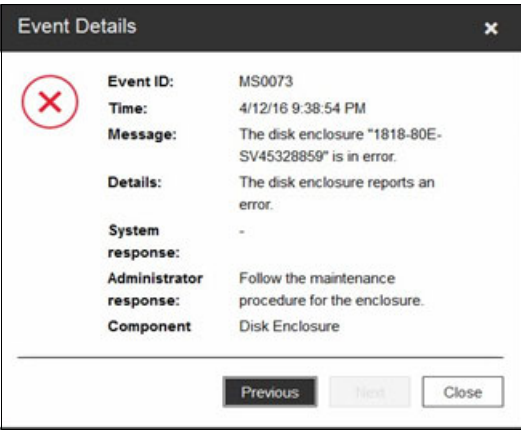 Event Details
Event ID: MS0073
Time: 4/12/16 9:38:54 PM
Message: The disk enclosure "1818-80E-
SV45328859" is in error.
Details: The disk enclosure reports an
error.
System -
response:
Administrator Follow the maintenance
response: procedure for the enclosure.
Component Disk Enclosure
Previous Next Close